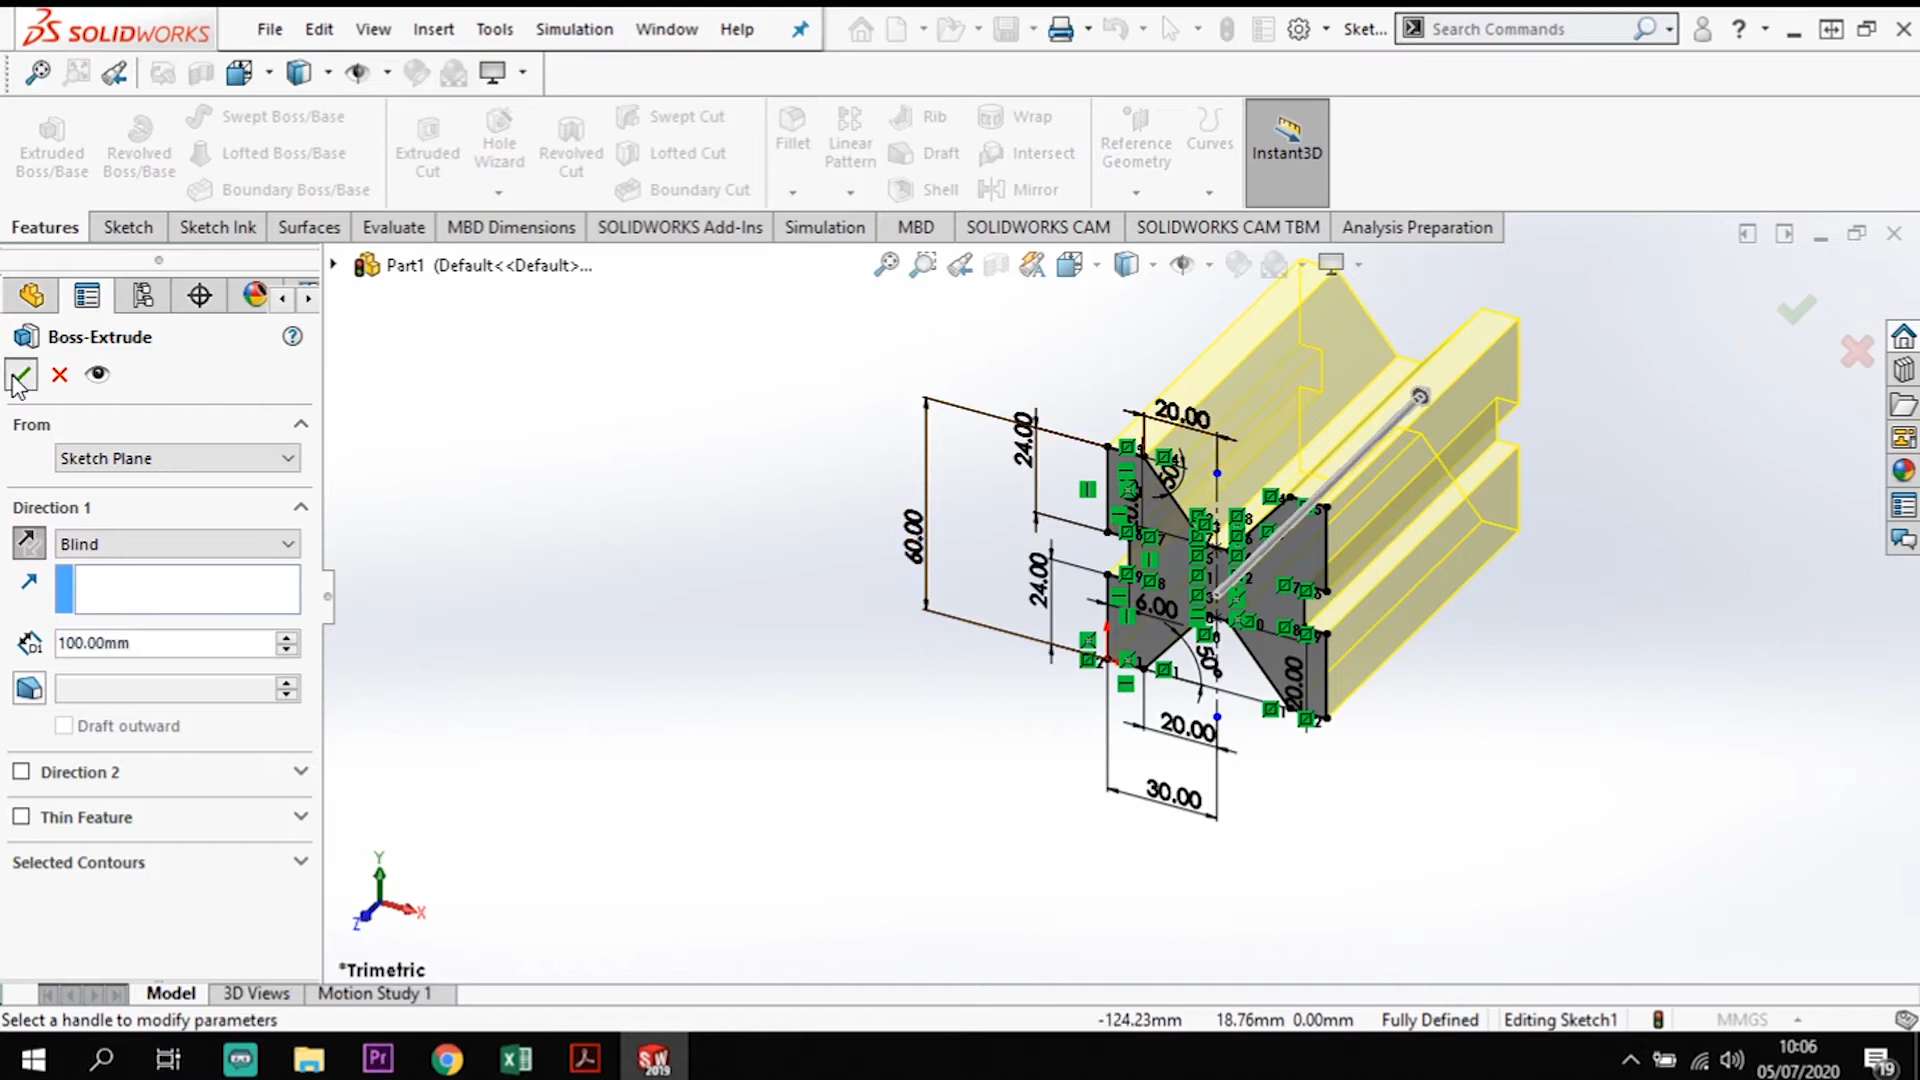 SOLIDWORKS File Edit View Insert Tools Simulation Window Help Sket... Search Commands ?
Extruded Boss/Base
Revolved Boss/Base
Swept Boss/Base
Lofted Boss/Base
Boundary Boss/Base
Extruded Cut
Hole Wizard
Revolved Cut
Swept Cut
Lofted Cut
Boundary Cut
Fillet
Linear Pattern
Rib
Draft
Shell
Wrap
Intersect
Mirror
Reference Geometry
Curves
Instant3D
Features Sketch Sketch Ink Surfaces Evaluate MBD Dimensions SOLIDWORKS Add-Ins Simulation MBD SOLIDWORKS CAM SOLIDWORKS CAM TBM Analysis Preparation
Part1 (Default<<Default>...
Boss-Extrude
From
Sketch Plane
Direction 1
Blind
100.00mm
Draft outward
Direction 2
Thin Feature
Selected Contours
20.00
24.00
50
60.00
24.00
6.00
50
20.00
20.00
30.00
Y
X
Z
*Trimetric
Model 3D Views Motion Study 1
Select a handle to modify parameters -124.23mm 18.76mm 0.00mm Fully Defined Editing Sketch1 MMGS
Pr
SW 2019
10:06
05/07/2020
19